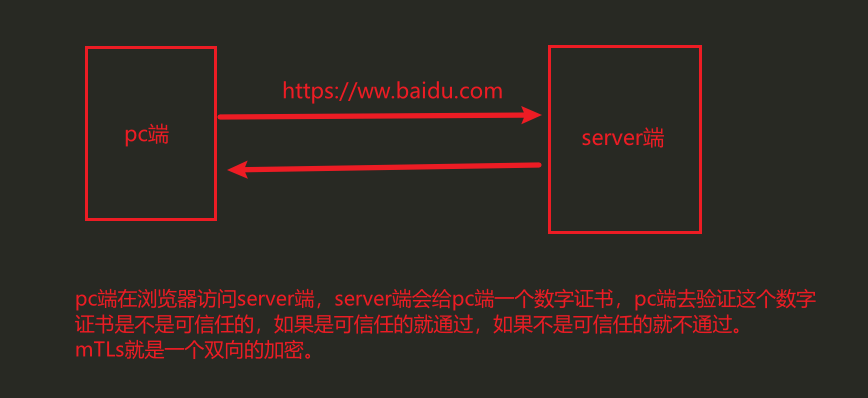 https://ww.baidu.com
pc端
server端
pc端在浏览器访问server端，server端会给pc端一个数字证书，pc端去验证这个数字
证书是不是可信任的，如果是可信任的就通过，如果不是可信任的就不通过。
mTLs就是一个双向的加密。